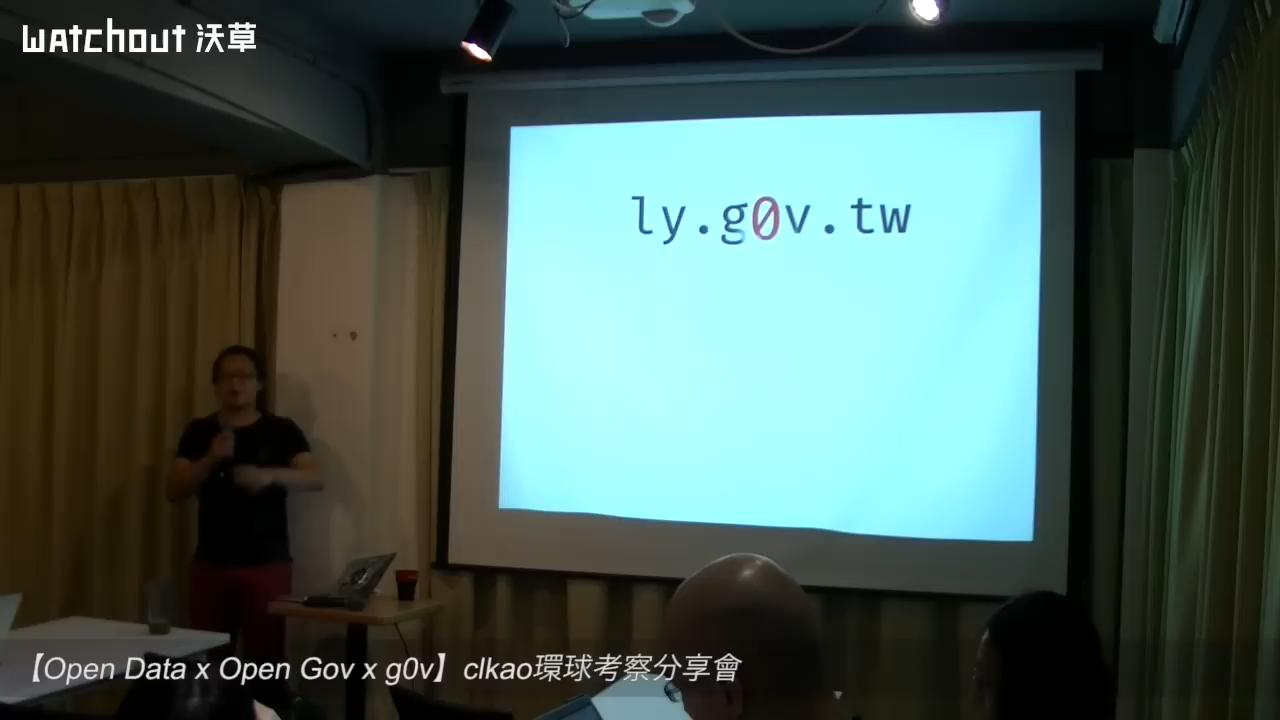 watchout 沃草
ly.g0v.tw
【Open Data x Open Gov x g0v】clkao環球考察分享會